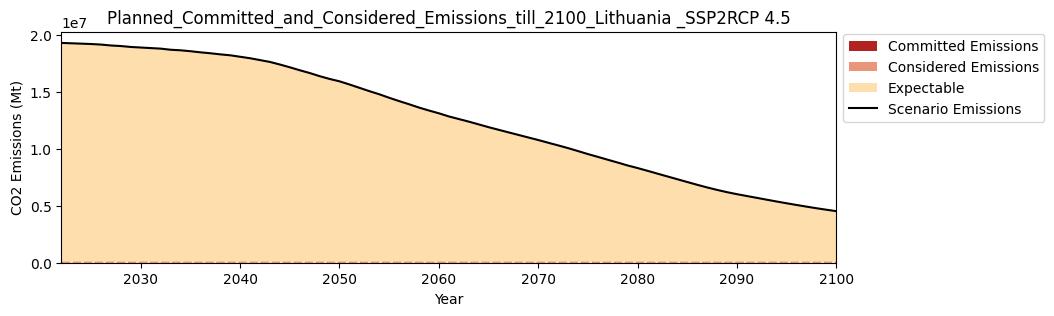 Planned_Committed_and_Considered_Emissions_till_2100_Lithuania _SSP2RCP 4.5
1e7
2.0
1.5
1.0
0.5
0.0
CO2 Emissions (Mt)
2030 2040 2050 2060 2070 2080 2090 2100
Year
Committed Emissions
Considered Emissions
Expectable
Scenario Emissions